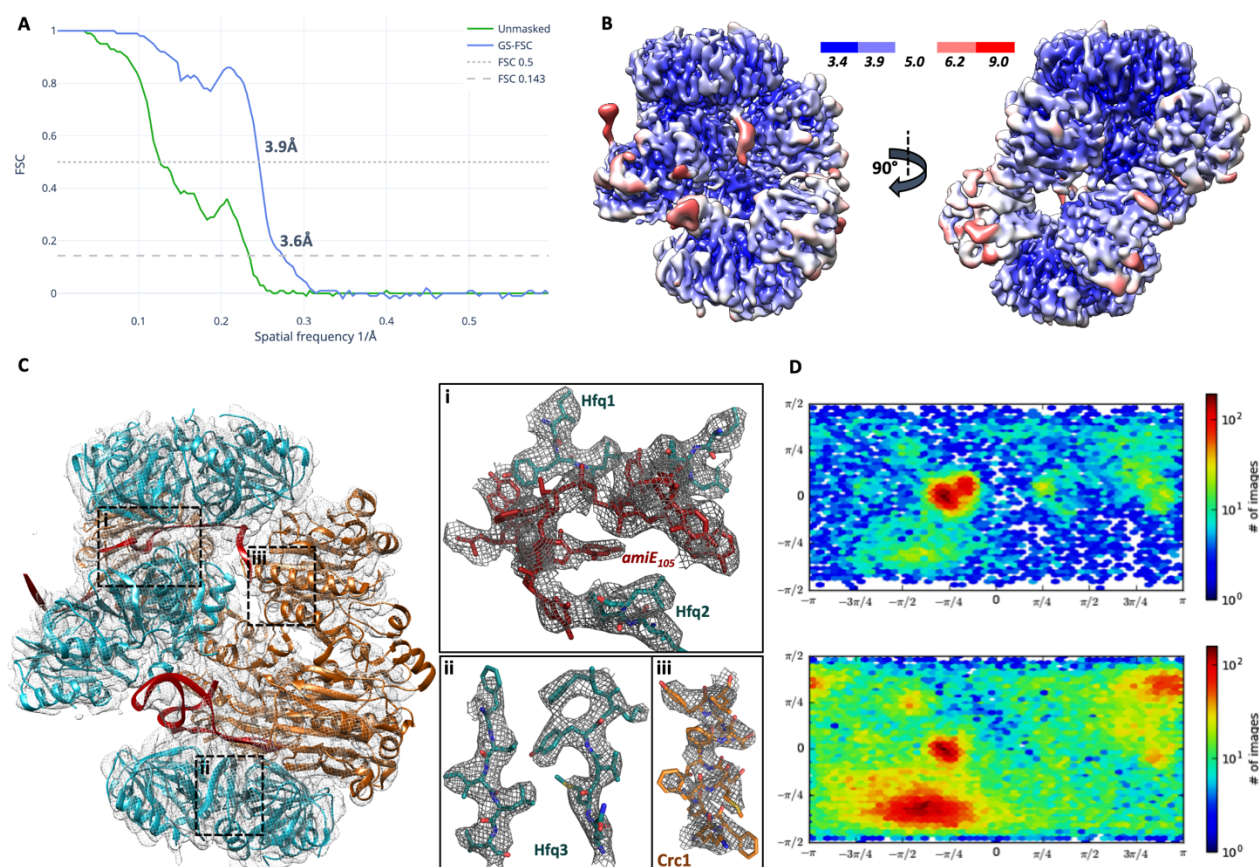 A
1
0.8
0.6
0.4
0.2
0
FSC
0.1
0.2
0.3
0.4
0.5
Spatial frequency 1/Å
3.9Å
3.6Å
Unmasked
GS-FSC
FSC 0.5
FSC 0.143
B
3.4 3.9 5.0 6.2 9.0
90°
C
iii
ii
i
Hfq1
amiE105
Hfq2
ii
Hfq3
iii
Crc1
D
π/2
π/4
0
−π/4
−π/2
−π −3π/4 −π/2 −π/4 0 π/4 π/2 3π/4 π
10²
10¹
10⁰
# of images
π/2
π/4
0
−π/4
−π/2
−π −3π/4 −π/2 −π/4 0 π/4 π/2 3π/4 π
10²
10¹
10⁰
# of images